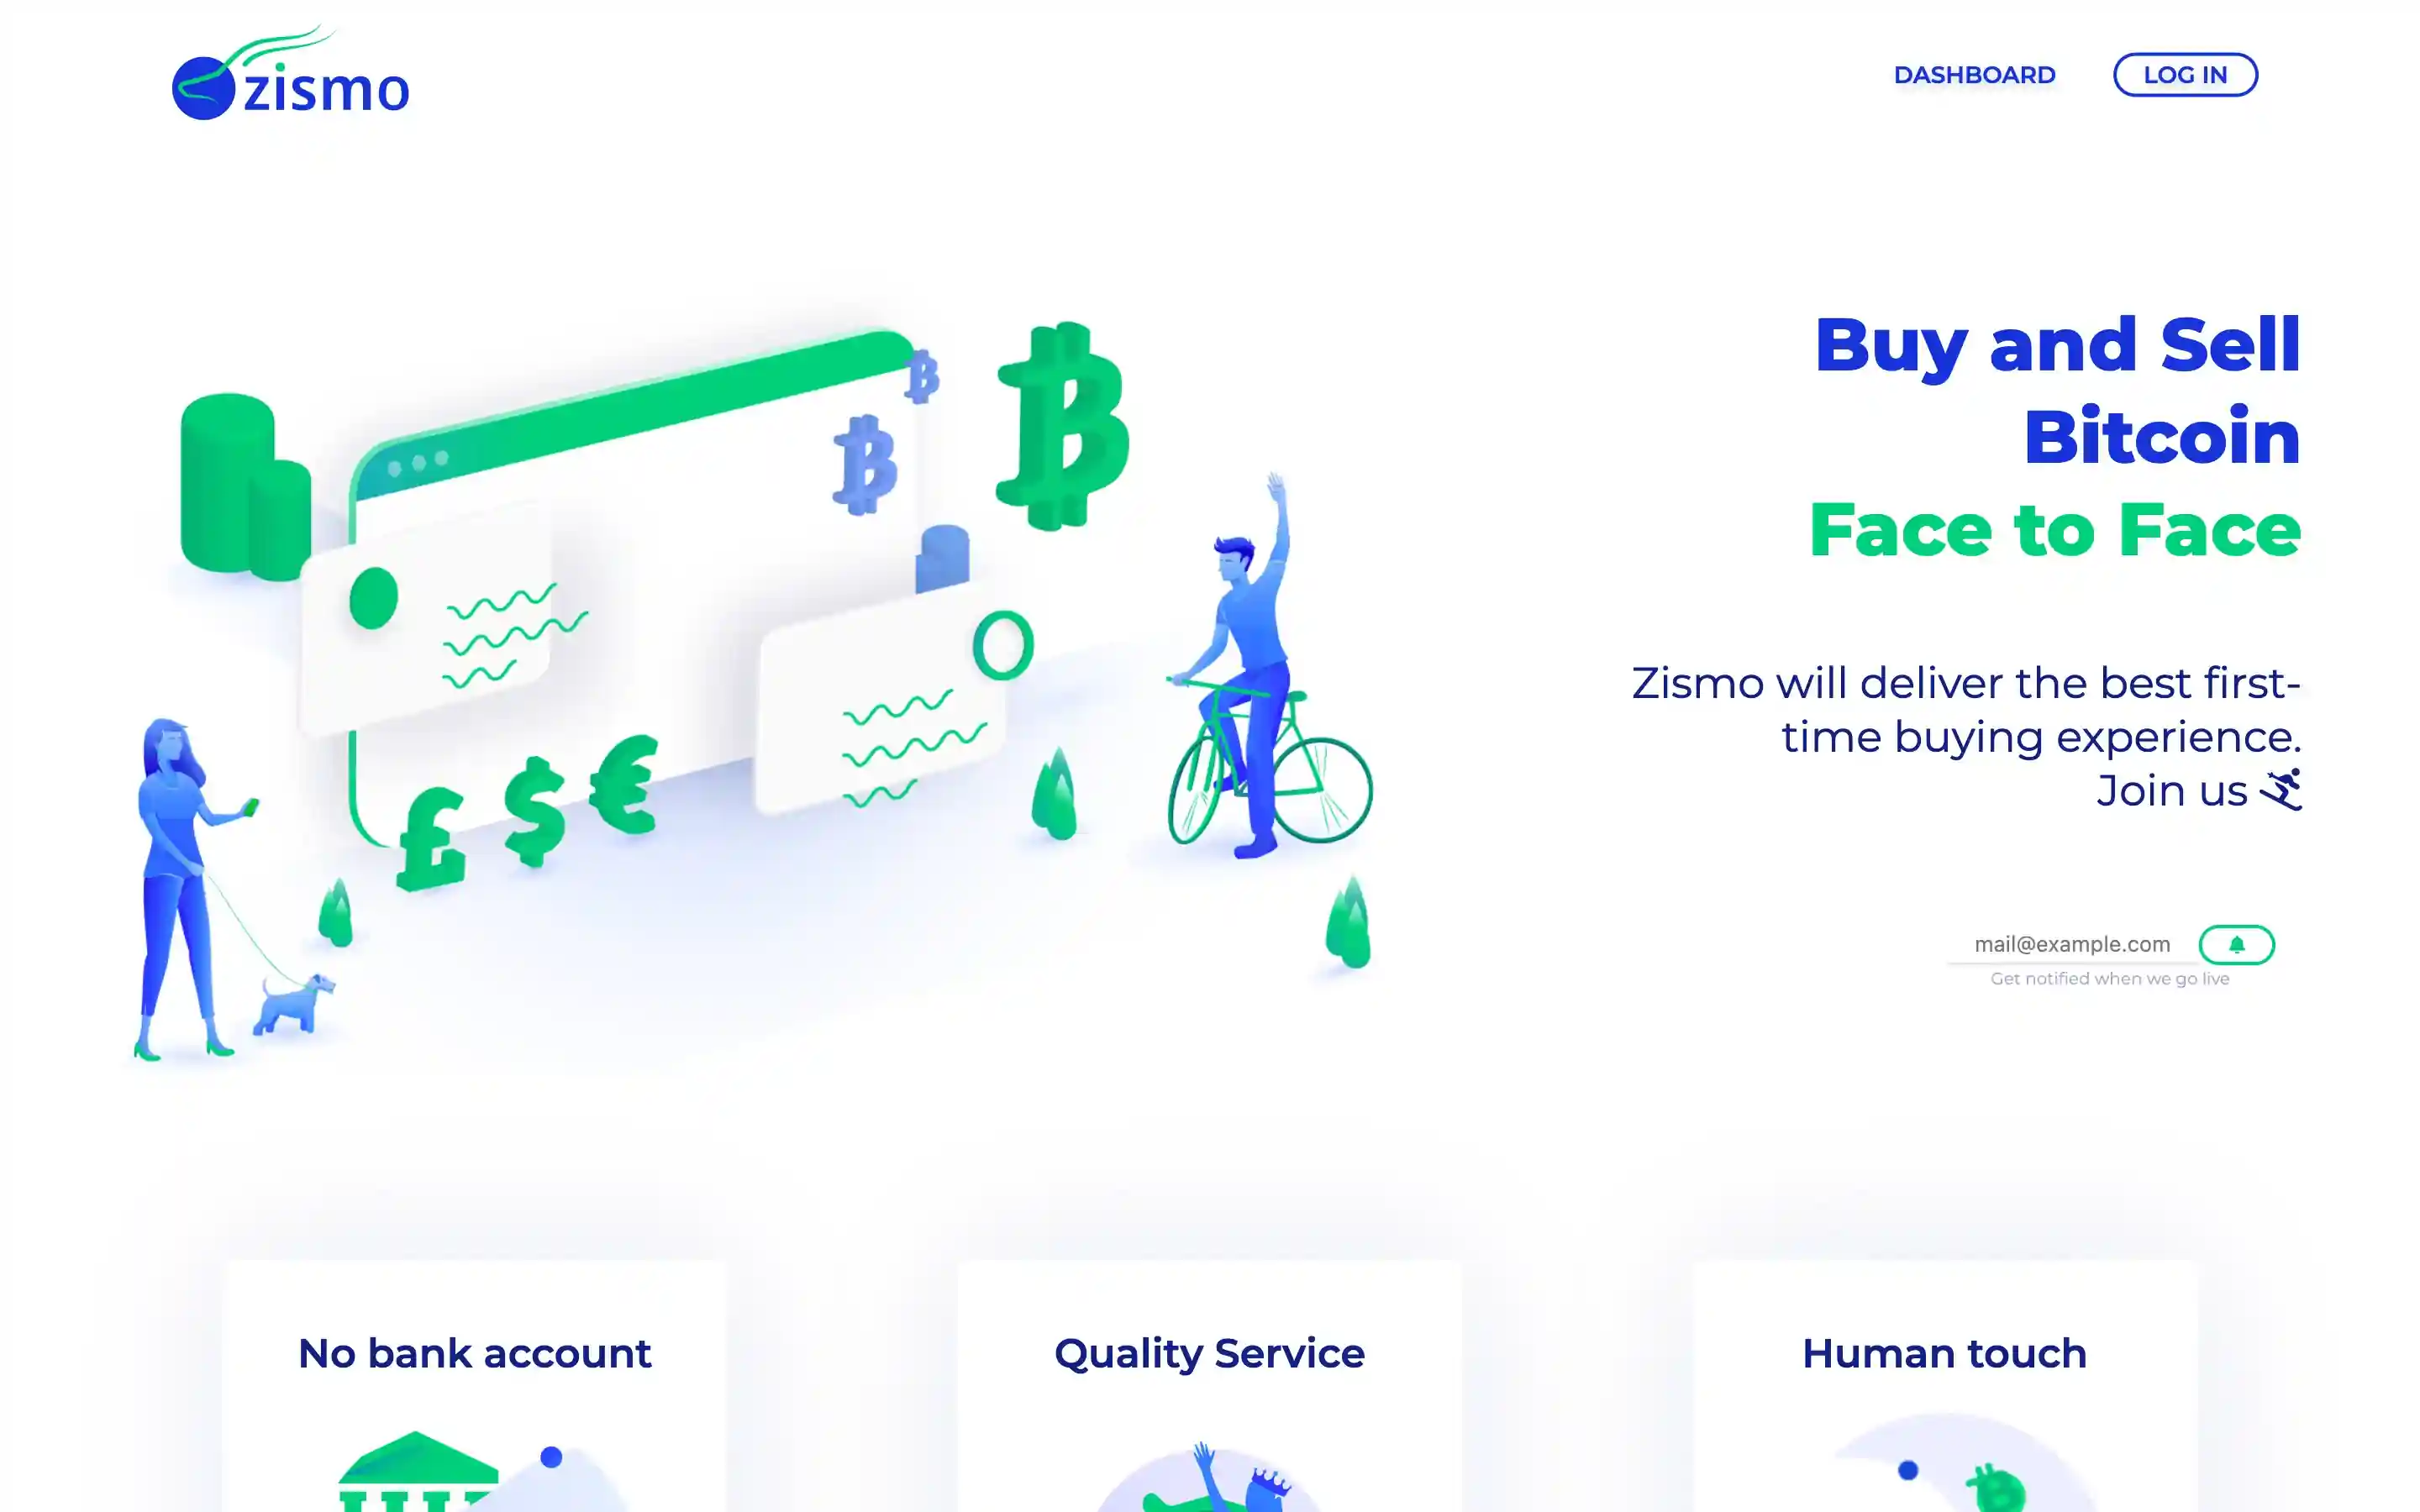 zismo
DASHBOARD
LOG IN
Buy and Sell
Bitcoin
Face to Face
Zismo will deliver the best first-
time buying experience.
Join us
mail@example.com
Get notified when we go live
No bank account
Quality Service
Human touch